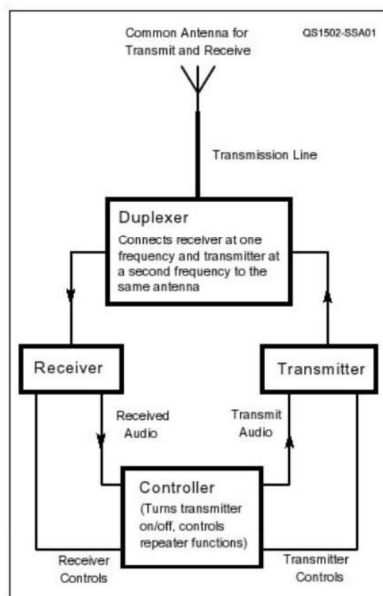 Common Antenna for
Transmit and Receive
QS1502-SSA01
Transmission Line
Duplexer
Connects receiver at one
frequency and transmitter at
a second frequency to the
same antenna
Receiver
Transmitter
Received
Audio
Transmit
Audio
Controller
(Turns transmitter
on/off, controls
repeater functions)
Receiver
Controls
Transmitter
Controls